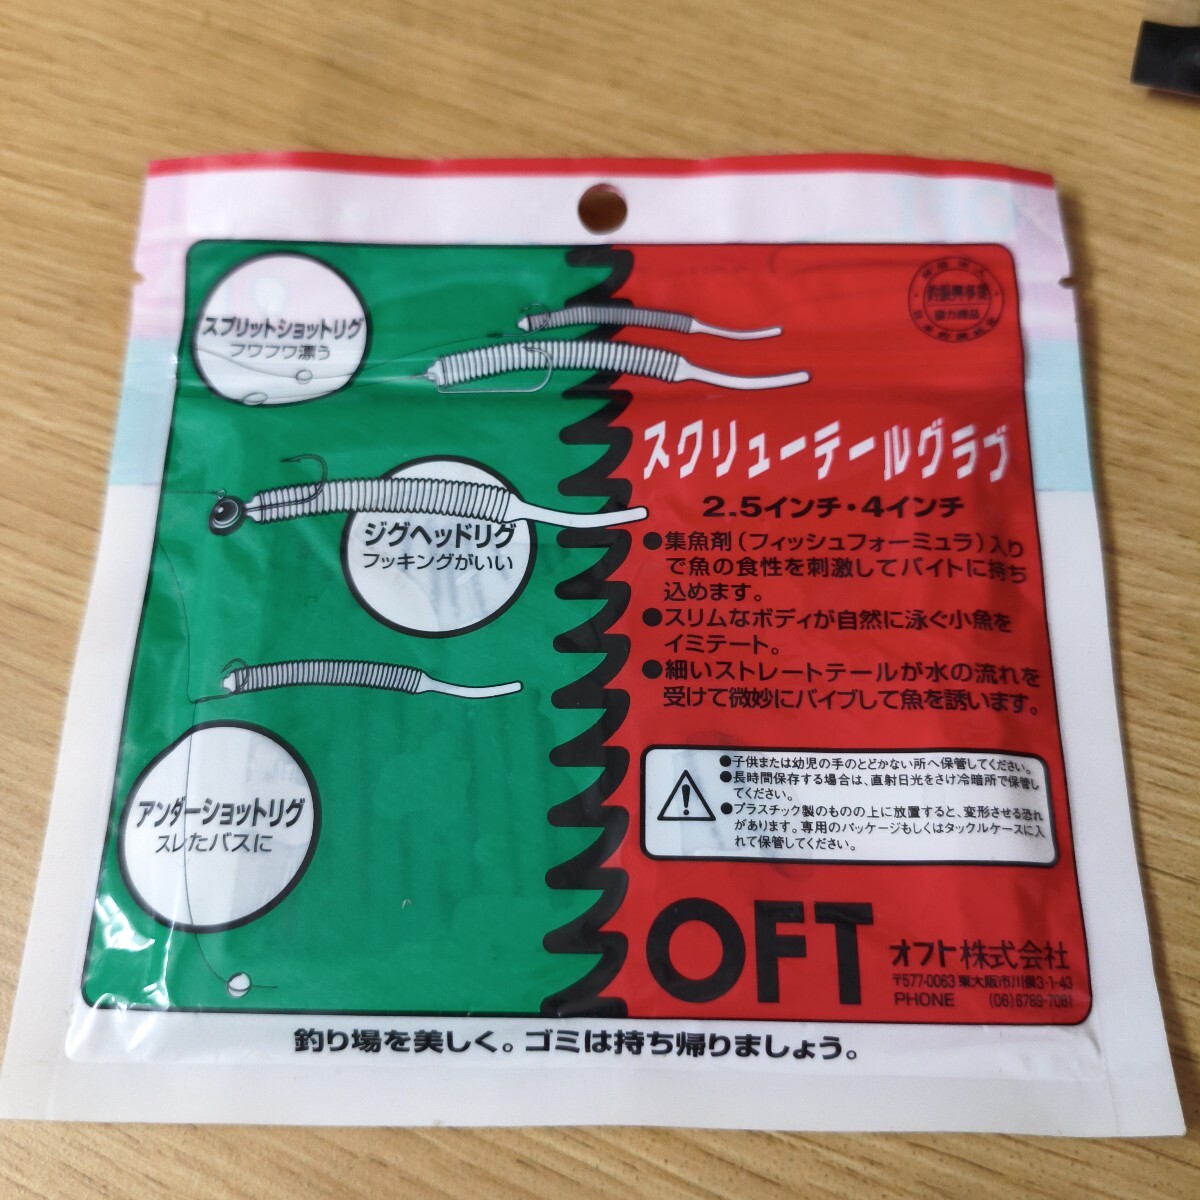 スプリットショットリグ
フワフワ漂う
ジグヘッドリグ
フッキングがいい
アンダーショットリグ
スレたバスに
スクリューテールグラブ
2.5インチ・4インチ
●集魚剤(フィッシュフォーミュラ)入り
で魚の食性を刺激してバイトに持ち
込めます。
●スリムなボディが自然に泳ぐ小魚を
イミテート。
●細いストレートテールが水の流れを
受けて微妙にバイブして魚を誘います。
●子供または幼児の手のとどかない所へ保管してください。
●長時間保存する場合は、直射日光をさけ冷暗所で保管し
てください。
●プラスチック製のものの上に放置すると、変形させる恐れ
があります。専用のパッケージもしくはタックルケースに入
れて保管してください。
OFT オフト株式会社
〒577-0063 東大阪市川俣3-1-43
PHONE (06)6789-7081
釣り場を美しく。ゴミは持ち帰りましょう。